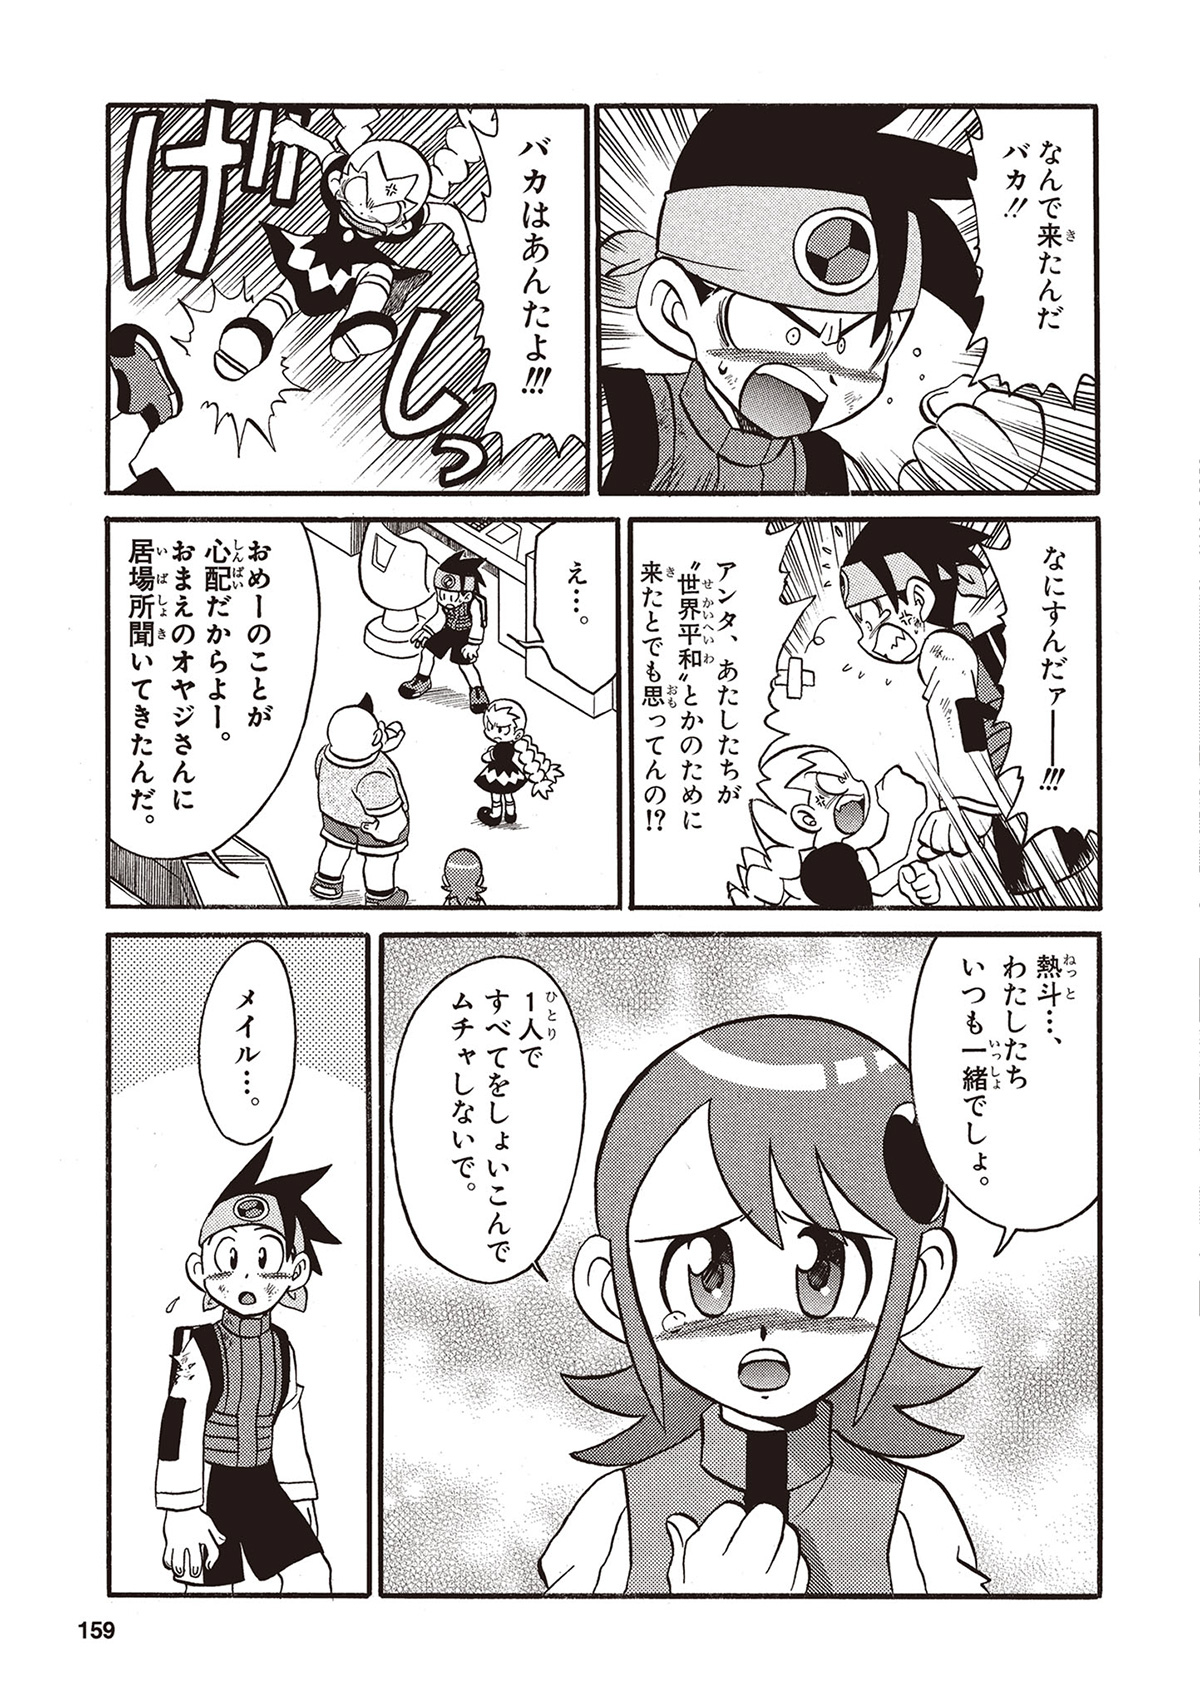 なんで来たんだ
バカ!!
バカはあんたよ!!!
げしっ
なにすんだァ──!!!
アンタ、あたしたちが
"世界平和"とかのために
来たとでも思ってんの!?
え…。
おめーのことが
心配だからよー。
おまえのオヤジさんに
居場所聞いてきたんだ。
熱斗…、
わたしたち
いつも一緒でしょ。
1人で
すべてをしょいこんで
ムチャしないで。
メイル…。
159